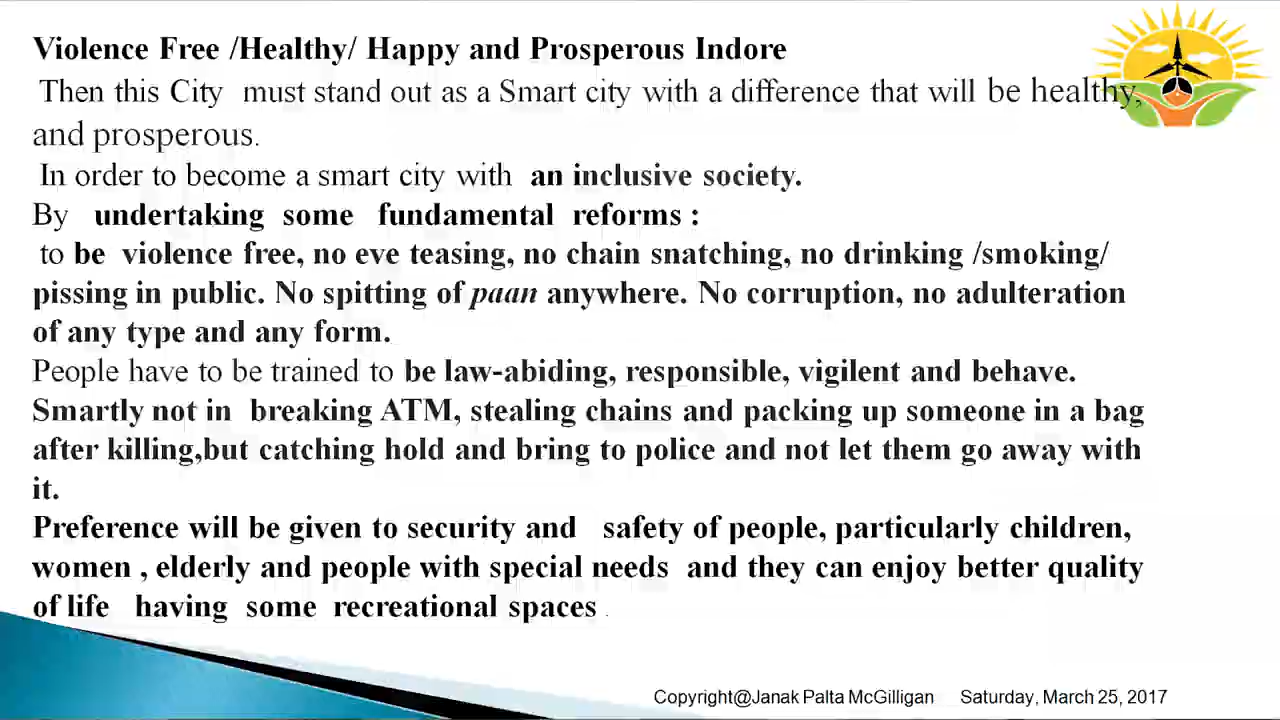 Violence Free /Healthy/ Happy and Prosperous Indore
Then this City must stand out as a Smart city with a difference that will be healthy,
and prosperous.
In order to become a smart city with an inclusive society.
By undertaking some fundamental reforms :
to be violence free, no eve teasing, no chain snatching, no drinking /smoking/
pissing in public. No spitting of paan anywhere. No corruption, no adulteration
of any type and any form.
People have to be trained to be law-abiding, responsible, vigilent and behave.
Smartly not in breaking ATM, stealing chains and packing up someone in a bag
after killing,but catching hold and bring to police and not let them go away with
it.
Preference will be given to security and safety of people, particularly children,
women , elderly and people with special needs and they can enjoy better quality
of life having some recreational spaces .
Copyright@Janak Palta McGilligan Saturday, March 25, 2017